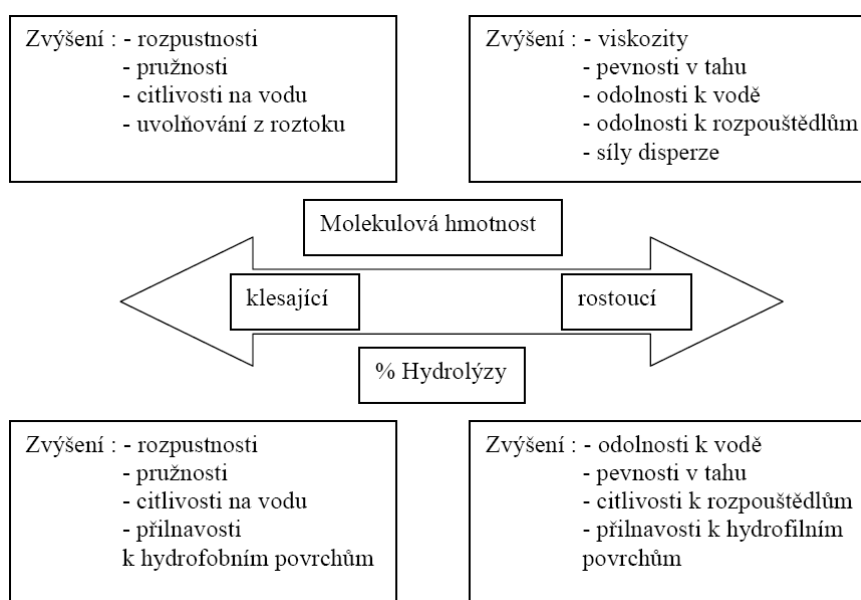 Zvýšení : - rozpustnosti
- pružnosti
- citlivosti na vodu
- uvolňování z roztoku
Zvýšení : - viskozity
- pevnosti v tahu
- odolnosti k vodě
- odolnosti k rozpouštědlům
- síly disperze
Molekulová hmotnost
klesající
rostoucí
% Hydrolýzy
Zvýšení : - rozpustnosti
- pružnosti
- citlivosti na vodu
- přilnavosti
k hydrofobním povrchům
Zvýšení : - odolnosti k vodě
- pevnosti v tahu
- citlivosti k rozpouštědlům
- přilnavosti k hydrofilním
povrchům